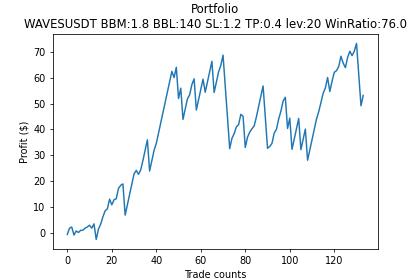 Portfolio
WAVESUSDT BBM:1.8 BBL:140 SL:1.2 TP:0.4 lev:20 WinRatio:76.0
Profit ($)
70
60
50
40
30
20
10
0
0 20 40 60 80 100 120
Trade counts